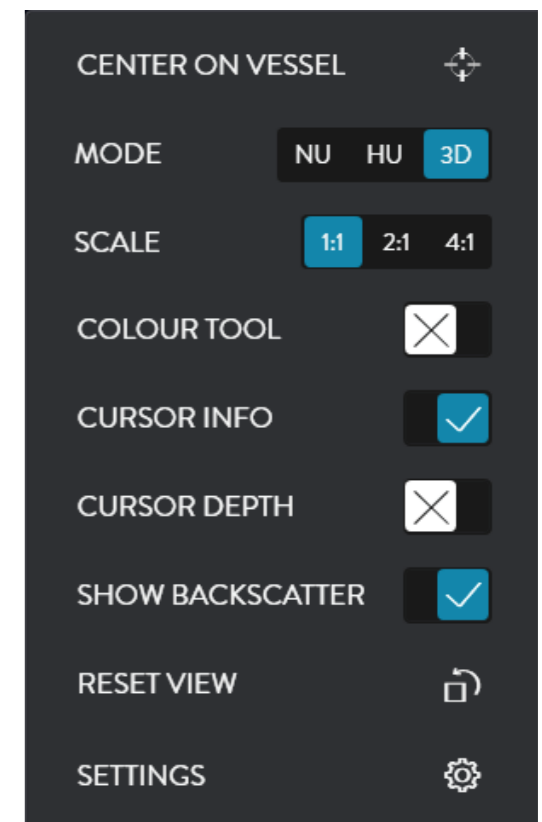 CENTER ON VESSEL
MODE NU HU 3D
SCALE 1:1 2:1 4:1
COLOUR TOOL
CURSOR INFO
CURSOR DEPTH
SHOW BACKSCATTER
RESET VIEW
SETTINGS